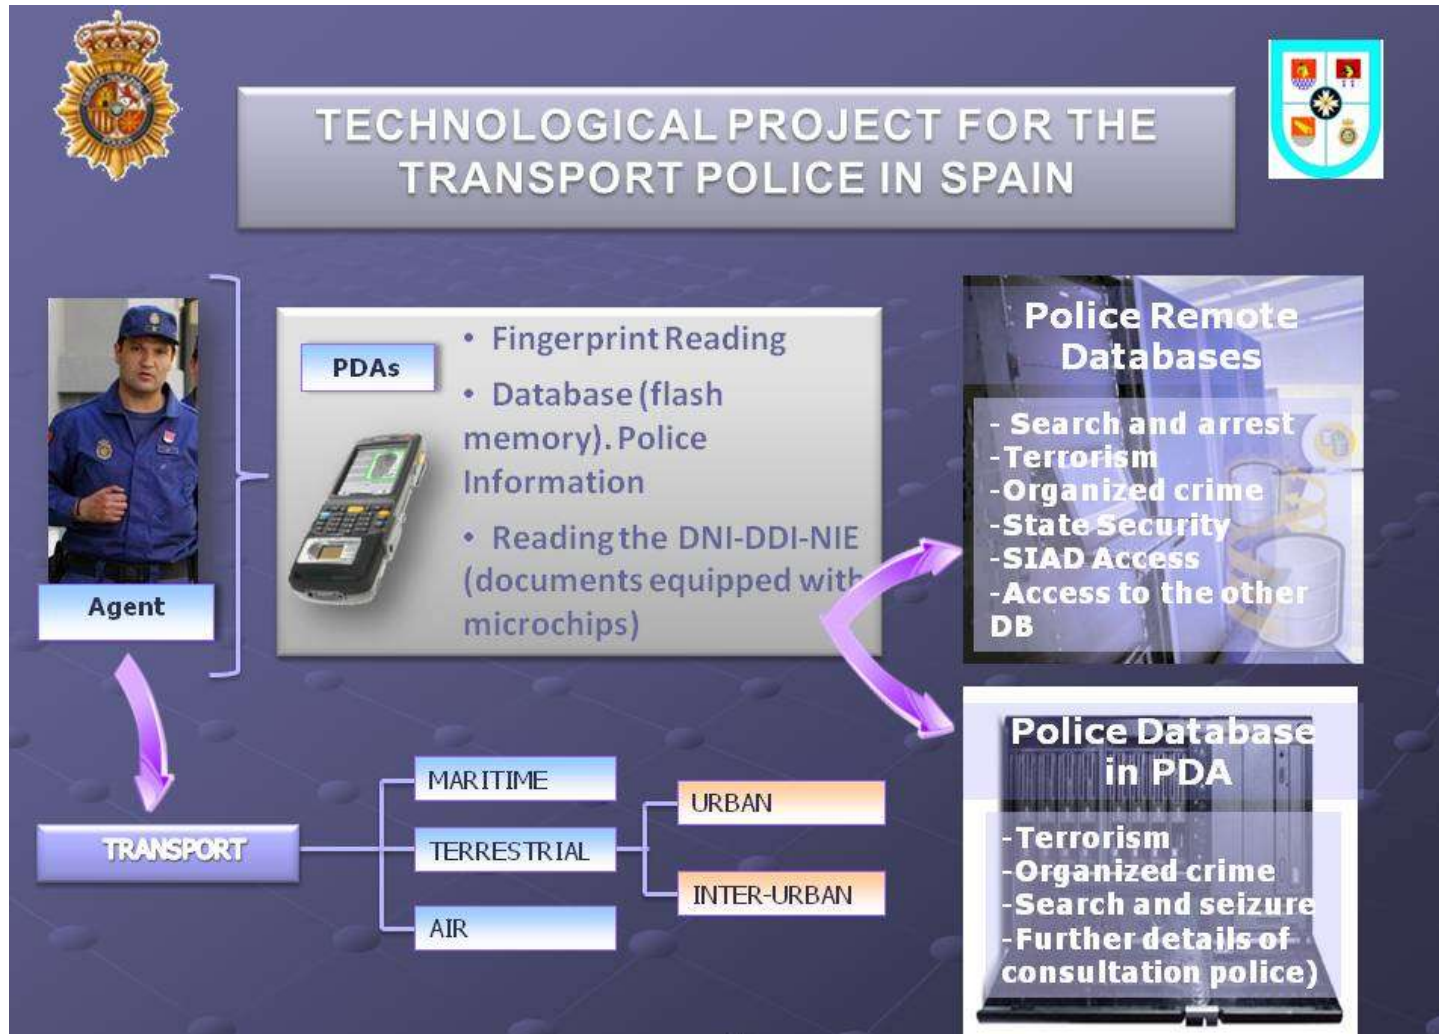 TECHNOLOGICAL PROJECT FOR THE
TRANSPORT POLICE IN SPAIN
Agent
PDAs
• Fingerprint Reading
• Database (flash
memory). Police
Information
• Reading the DNI-DDI-NIE
(documents equipped with
microchips)
Police Remote
Databases
- Search and arrest
-Terrorism
-Organized crime
-State Security
-SIAD Access
-Access to the other
DB
Police Database
in PDA
-Terrorism
-Organized crime
-Search and seizure
-Further details of
consultation police)
TRANSPORT
MARITIME
TERRESTRIAL
AIR
URBAN
INTER-URBAN